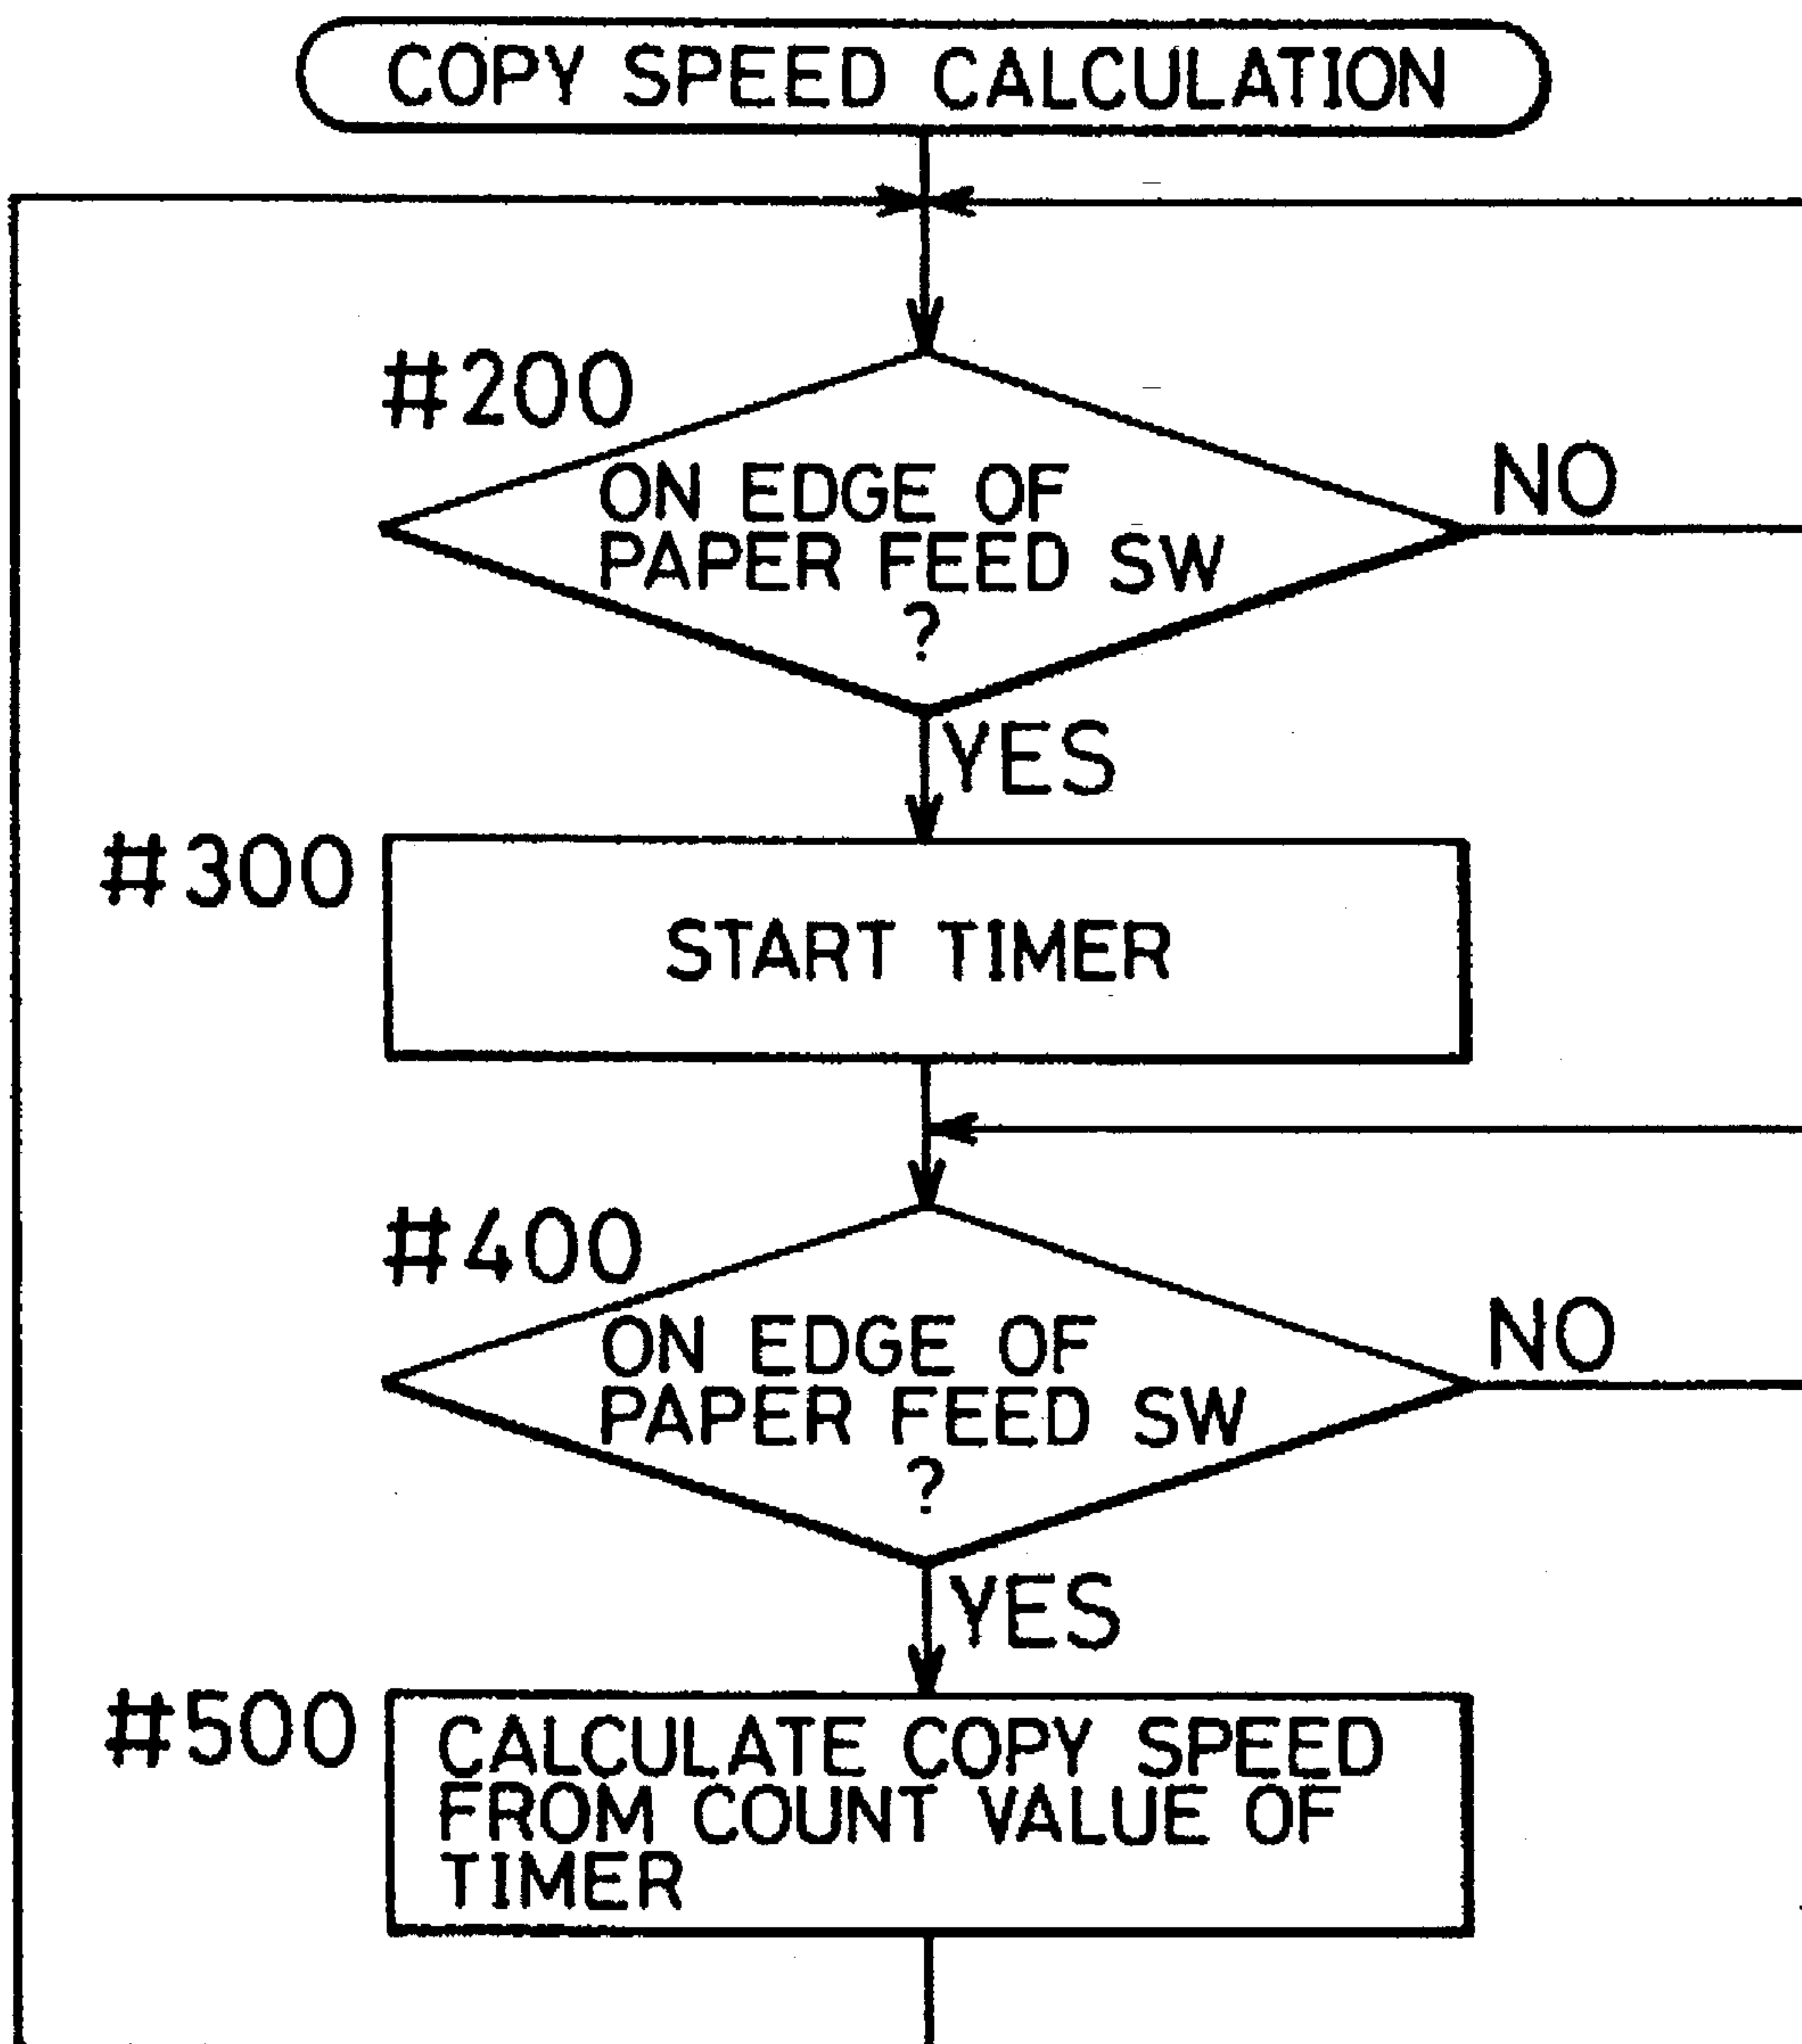 COPY SPEED CALCULATION
#200
ON EDGE OF
PAPER FEED SW
?
NO
YES
#300
START TIMER
#400
ON EDGE OF
PAPER FEED SW
?
NO
YES
#500
CALCULATE COPY SPEED
FROM COUNT VALUE OF
TIMER